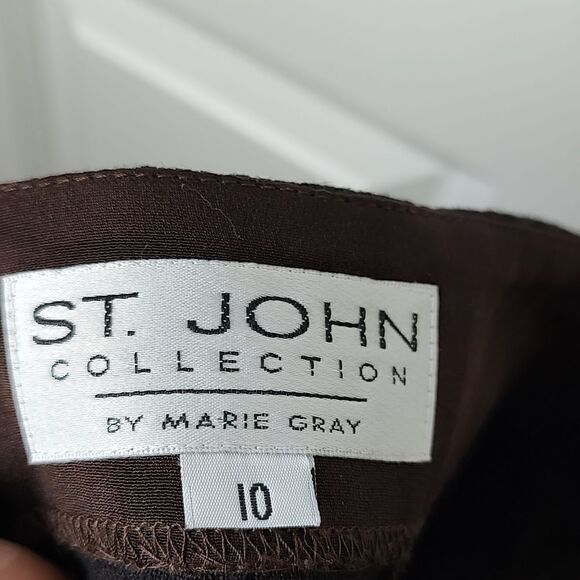 ST. JOHN
COLLECTION
BY MARIE GRAY
10